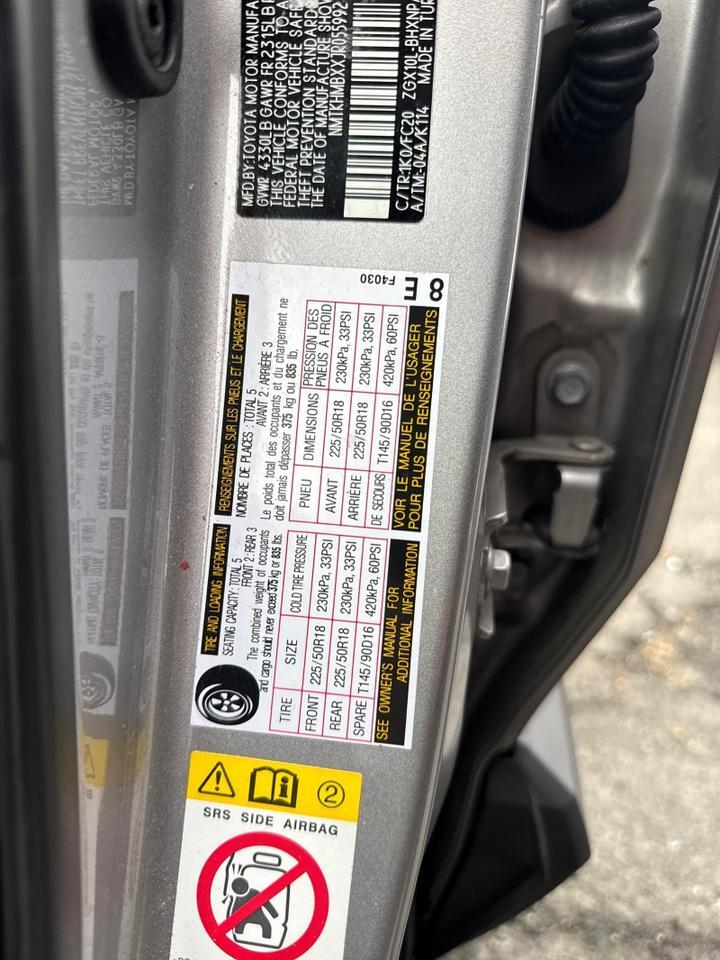 MFD.BY:TOYOTA MOTOR MANUFA
GVWR 4330LB GAWR FR 2315LB
THIS VEHICLE CONFORMS TO A
FEDERAL MOTOR VEHICLE SAFE
THEFT PREVENTION STANDARD
THE DATE OF MANUFACTURE SHOW
NMTKHMBXXJR055992
C/TR:1K0/FC20 ZGX10L-BHXNP
A/TM:-04A/K114 MADE IN TUR
TIRE AND LOADING INFORMATION
SEATING CAPACITY: TOTAL 5
FRONT 2 : REAR 3
The combined weight of occupants
and cargo should never exceed 375 kg or 835 lbs.
TIRE SIZE COLD TIRE PRESSURE
FRONT 225/50R18 230kPa, 33PSI
REAR 225/50R18 230kPa, 33PSI
SPARE T145/90D16 420kPa, 60PSI
SEE OWNER'S MANUAL FOR
ADDITIONAL INFORMATION
RENSEIGNEMENTS SUR LES PNEUS ET LE CHARGEMENT
NOMBRE DE PLACES : TOTAL 5
AVANT 2 : ARRIÈRE 3
Le poids total des occupants et du chargement ne
doit jamais dépasser 375 kg ou 835 lb.
PNEU DIMENSIONS PRESSION DES
PNEUS À FROID
AVANT 225/50R18 230kPa, 33PSI
ARRIÈRE 225/50R18 230kPa, 33PSI
DE SECOURS T145/90D16 420kPa, 60PSI
VOIR LE MANUEL DE L'USAGER
POUR PLUS DE RENSEIGNEMENTS
F4030
8E
2
SRS SIDE AIRBAG